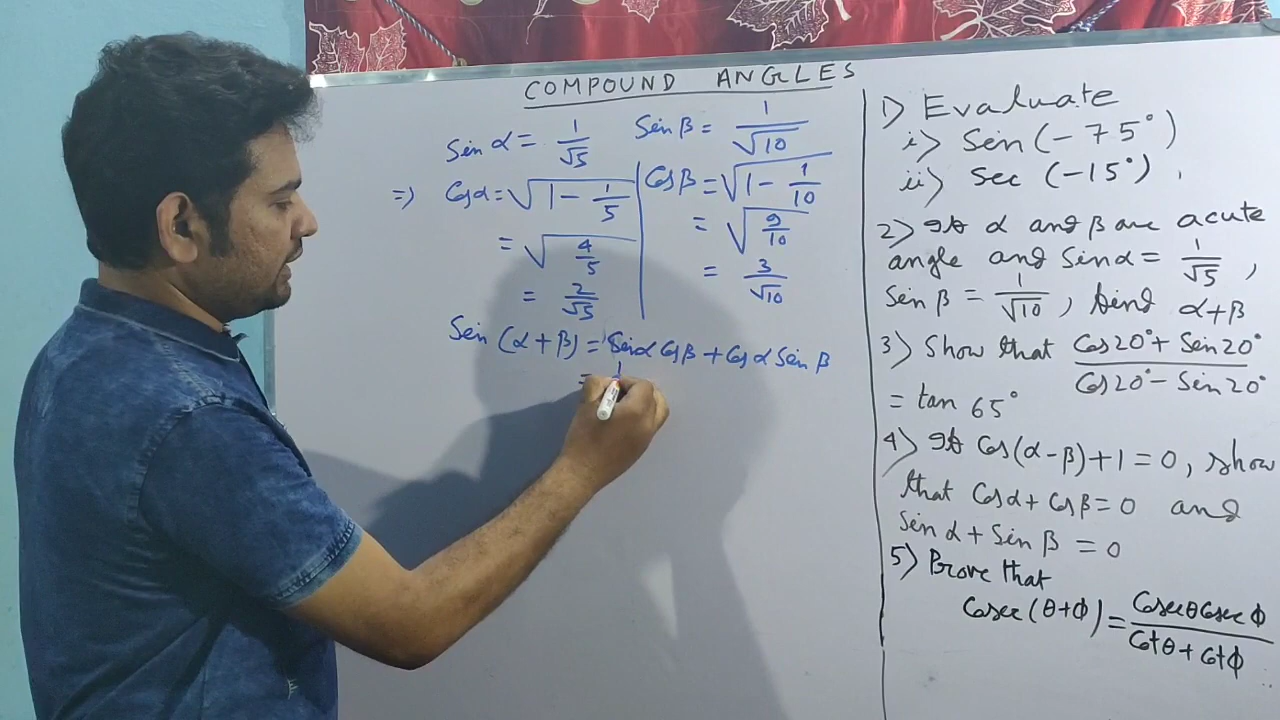 COMPOUND ANGLES
Sin α = 1/√5 Sin β = 1/√10
=> Cos α = √(1 - 1/5) | Cos β = √(1 - 1/10)
= √(4/5) | = √(9/10)
= 2/√5 | = 3/√10
Sin (α + β) = Sin α Cos β + Cos α Sin β
= 1
1) Evaluate
i) Sin (-75°)
ii) Sec (-15°).
2) If α and β are acute
angle and Sin α = 1/√5,
Sin β = 1/√10, find α+β
3) Show that (Cos 20° + Sin 20°)/(Cos 20° - Sin 20°)
= tan 65°
4) If Cos(α-β)+1 = 0, show
that Cos α + Cos β = 0 and
Sin α + Sin β = 0
5) Prove that
Cosec (θ+Φ) = (Cosec θ Cosec Φ)/(Cot θ + Cot Φ)